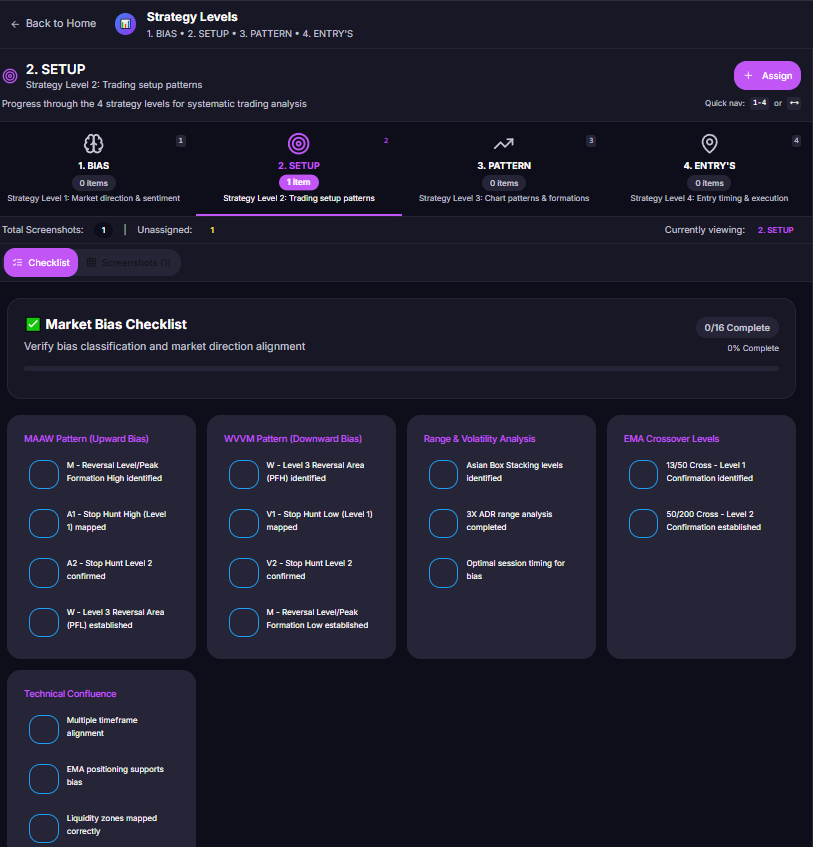 Back to Home
Strategy Levels
1. BIAS • 2. SETUP • 3. PATTERN • 4. ENTRY'S
2. SETUP
Strategy Level 2: Trading setup patterns
+ Assign
Progress through the 4 strategy levels for systematic trading analysis
Quick nav: 1-4 or ↔
1
1. BIAS
0 items
Strategy Level 1: Market direction & sentiment
2
2. SETUP
1 item
Strategy Level 2: Trading setup patterns
3
3. PATTERN
0 items
Strategy Level 3: Chart patterns & formations
4
4. ENTRY'S
0 items
Strategy Level 4: Entry timing & execution
Total Screenshots: 1 | Unassigned: 1
Currently viewing: 2. SETUP
Checklist
Screenshots (1)
✅ Market Bias Checklist
Verify bias classification and market direction alignment
0/16 Complete
0% Complete
MAAW Pattern (Upward Bias)
M - Reversal Level/Peak
Formation High identified
A1 - Stop Hunt High (Level
1) mapped
A2 - Stop Hunt Level 2
confirmed
W - Level 3 Reversal Area
(PFL) established
WVVM Pattern (Downward Bias)
W - Level 3 Reversal Area
(PFH) identified
V1 - Stop Hunt Low (Level 1)
mapped
V2 - Stop Hunt Level 2
confirmed
M - Reversal Level/Peak
Formation Low established
Range & Volatility Analysis
Asian Box Stacking levels
identified
3X ADR range analysis
completed
Optimal session timing for
bias
EMA Crossover Levels
13/50 Cross - Level 1
Confirmation identified
50/200 Cross - Level 2
Confirmation established
Technical Confluence
Multiple timeframe
alignment
EMA positioning supports
bias
Liquidity zones mapped
correctly